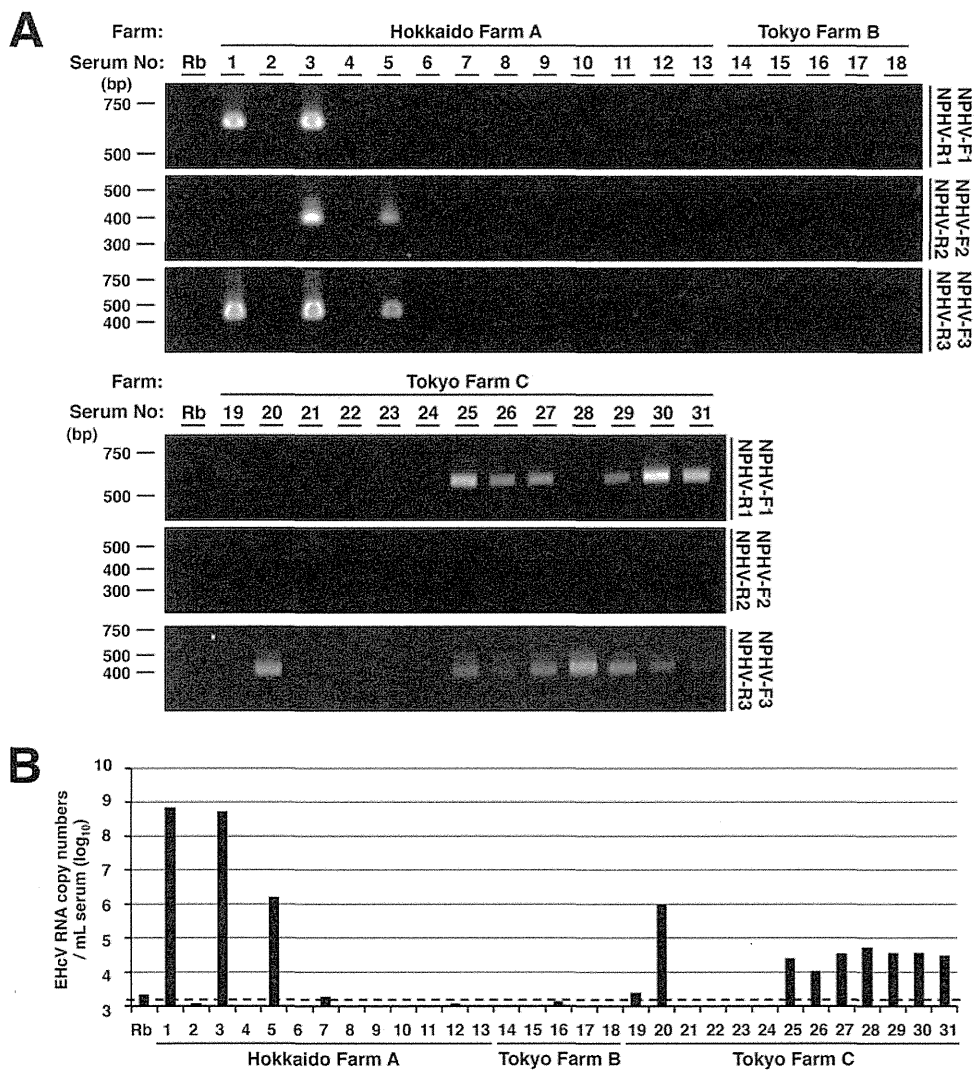 A
Farm: Hokkaido Farm A Tokyo Farm B
Serum No: Rb 1 2 3 4 5 6 7 8 9 10 11 12 13 14 15 16 17 18
(bp)
750
500
NPHV-F1
NPHV-R1
500
400
300
NPHV-F2
NPHV-R2
750
500
400
NPHV-F3
NPHV-R3
Farm: Tokyo Farm C
Serum No: Rb 19 20 21 22 23 24 25 26 27 28 29 30 31
(bp)
750
500
NPHV-F1
NPHV-R1
500
400
300
NPHV-F2
NPHV-R2
750
500
400
NPHV-F3
NPHV-R3
B
EHcV RNA copy numbers
/ mL serum (log10)
10
9
8
7
6
5
4
3
Rb 1 2 3 4 5 6 7 8 9 10 11 12 13 14 15 16 17 18 19 20 21 22 23 24 25 26 27 28 29 30 31
Hokkaido Farm A Tokyo Farm B Tokyo Farm C